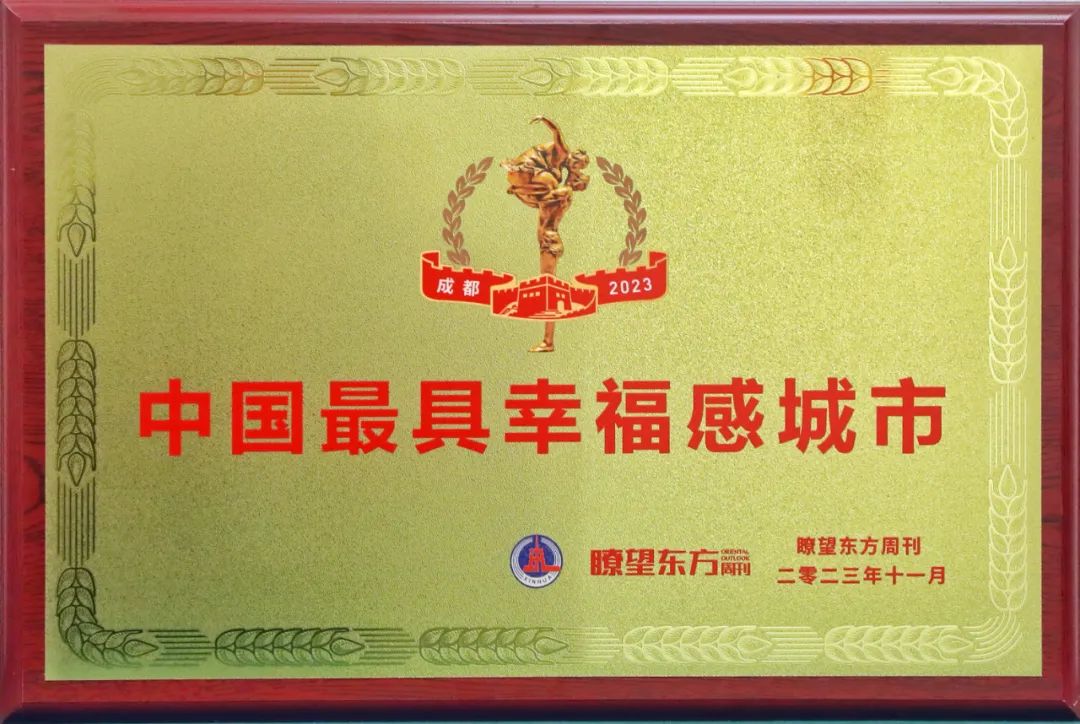 成都
2023
中国最具幸福感城市
XINHUA
瞭望东方周刊
ORIENTAL
OUTLOOK
瞭望东方周刊
二零二三年十一月